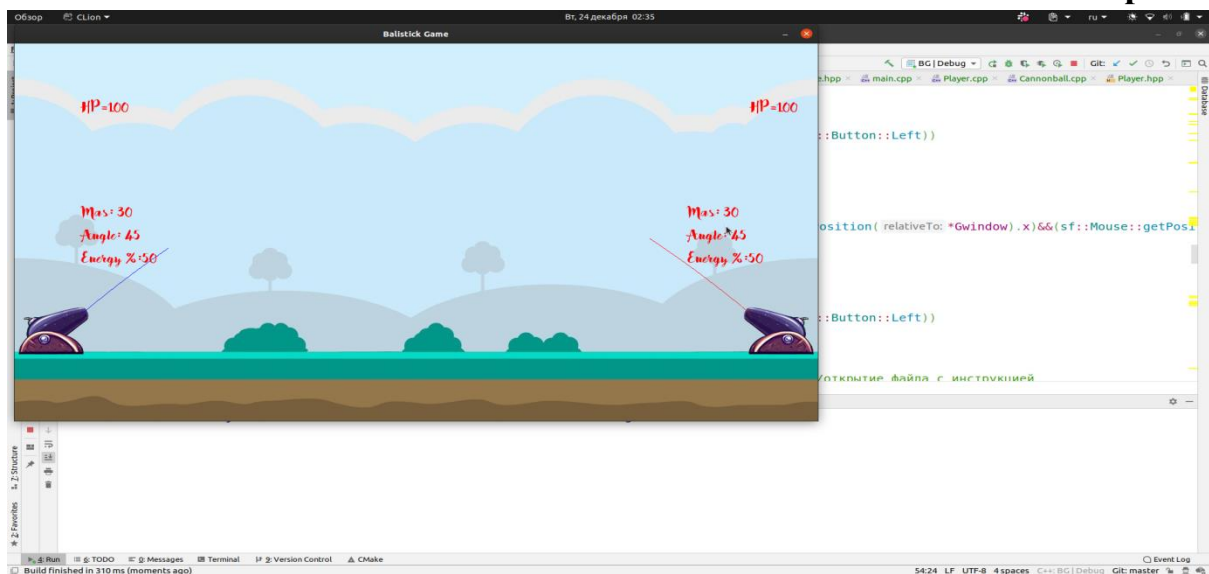 Обзор CLion Вт, 24 декабря 02:35 ru
Balistick Game
BG | Debug Git:
e.hpp main.cpp Player.cpp Cannonball.cpp Player.hpp
Database
HP=100 HP=100
::Button::Left))
Mas: 30 Mas: 30
osition( relativeTo: *Gwindow).x)&&(sf::Mouse::getPosi
Angle: 45 Angle: 45
Energy %:50 Energy %:50
::Button::Left))
/открытие файла с инструкцией
Z: Structure
2: Favorites
4: Run 6: TODO 0: Messages Terminal 9: Version Control CMake Event Log
Build finished in 310 ms (moments ago) 54:24 LF UTF-8 4 spaces C++: BG | Debug Git: master